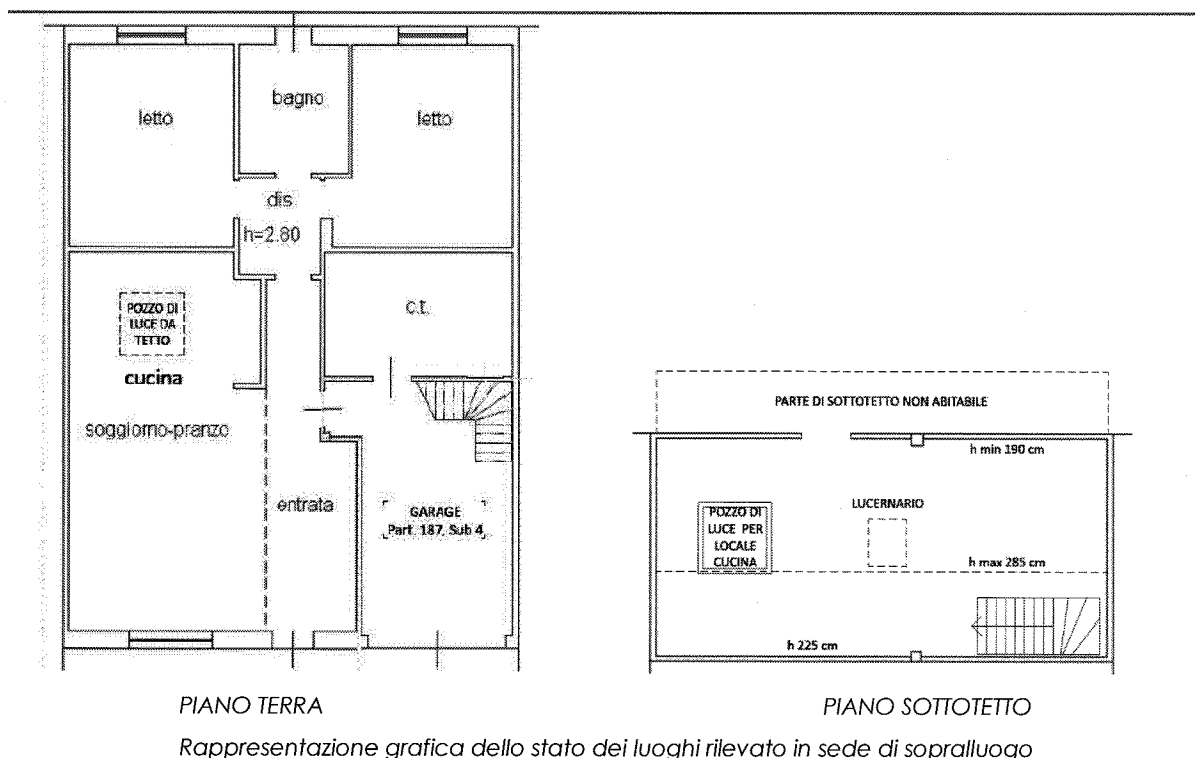 letto
bagno
letto
dis
h=2.80
POZZO DI
LUCE DA
TETTO
cucina
c.t.
soggiorno-pranzo
entrata
GARAGE
Part. 187, Sub 4
PARTE DI SOTTOTETTO NON ABITABILE
h min 190 cm
LUCERNARIO
POZZO DI
LUCE PER
LOCALE
CUCINA
h max 285 cm
h 225 cm
PIANO TERRA
PIANO SOTTOTETTO
Rappresentazione grafica dello stato dei luoghi rilevato in sede di sopralluogo